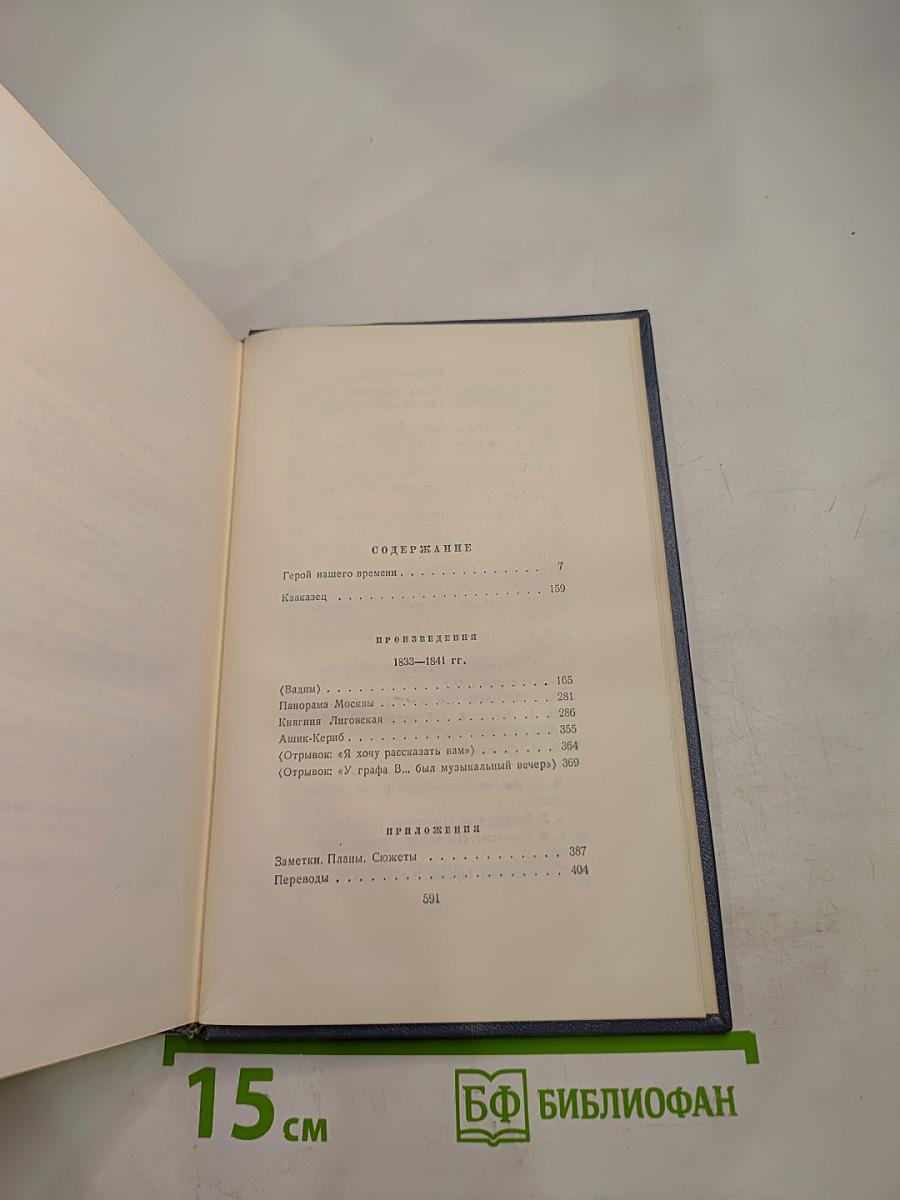 СОДЕРЖАНИЕ
Герой нашего времени . . . . . . . . . . . . . . 7
Кавказец . . . . . . . . . . . . . . . . . . . . 159
ПРОИЗВЕДЕНИЯ
1833—1841 гг.
〈Вадим〉 . . . . . . . . . . . . . . . . . . . . 165
Панорама Москвы . . . . . . . . . . . . . . . 281
Княгиня Лиговская . . . . . . . . . . . . . . 286
Ашик-Кериб . . . . . . . . . . . . . . . . . . 355
〈Отрывок: «Я хочу рассказать вам»〉 . . . . . . . 364
〈Отрывок: «У графа В... был музыкальный вечер»〉 369
ПРИЛОЖЕНИЯ
Заметки, Планы, Сюжеты . . . . . . . . . . . . 387
Переводы . . . . . . . . . . . . . . . . . . . . 404
591
15 см
БФ БИБЛИОФАН